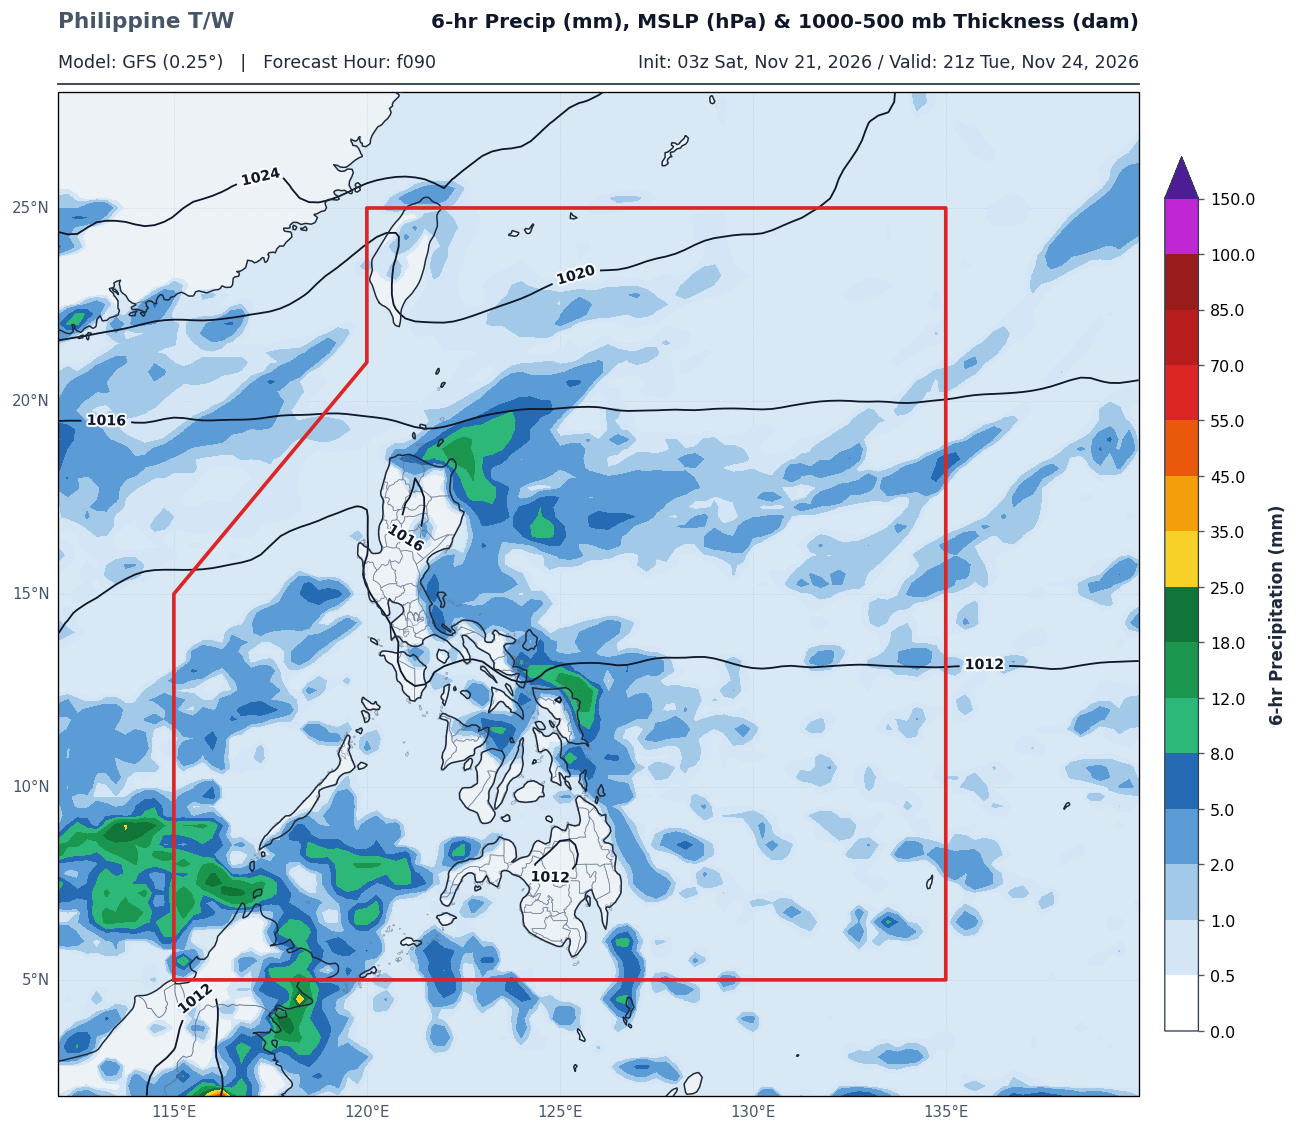 Philippine T/W
6-hr Precip (mm), MSLP (hPa) & 1000-500 mb Thickness (dam)
Model: GFS (0.25°) | Forecast Hour: f090
Init: 03z Sat, Nov 21, 2026 / Valid: 21z Tue, Nov 24, 2026
25°N
20°N
15°N
10°N
5°N
115°E
120°E
125°E
130°E
135°E
1024
1020
1016
1016
1012
1012
1012
150.0
100.0
85.0
70.0
55.0
45.0
35.0
25.0
18.0
12.0
8.0
5.0
2.0
1.0
0.5
0.0
6-hr Precipitation (mm)